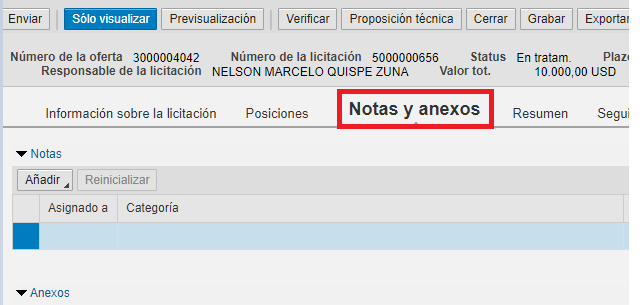 Enviar Sólo visualizar Previsualización Verificar Proposición técnica Cerrar Grabar Exportar
Número de la oferta 3000004042 Número de la licitación 5000000656 Status En tratam. Plazo
Responsable de la licitación NELSON MARCELO QUISPE ZUNA Valor tot. 10.000,00 USD
Información sobre la licitación Posiciones Notas y anexos Resumen Segui
Notas
Añadir Reinicializar
Asignado a Categoría
Anexos